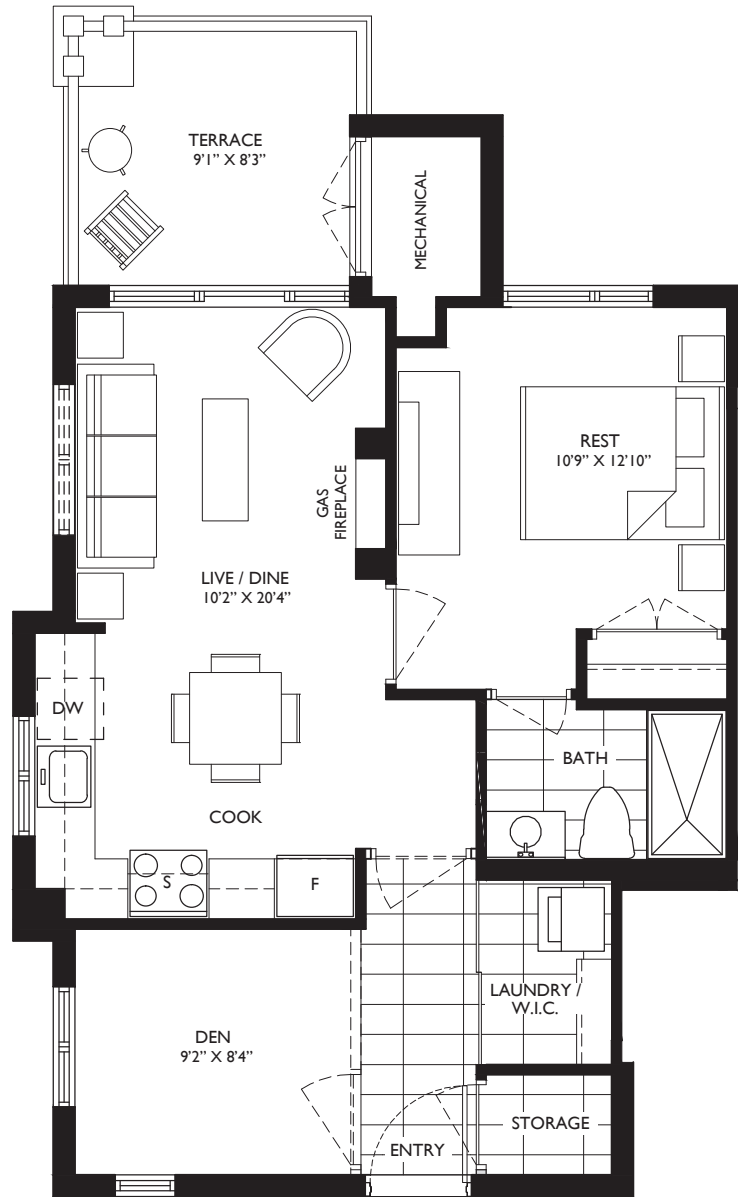 TERRACE
9’1” X 8’3”
MECHANICAL
REST
10’9” X 12’10”
GAS
FIREPLACE
LIVE / DINE
10’2” X 20’4”
DW
BATH
COOK
S
F
LAUNDRY /
W.I.C.
DEN
9’2” X 8’4”
STORAGE
ENTRY